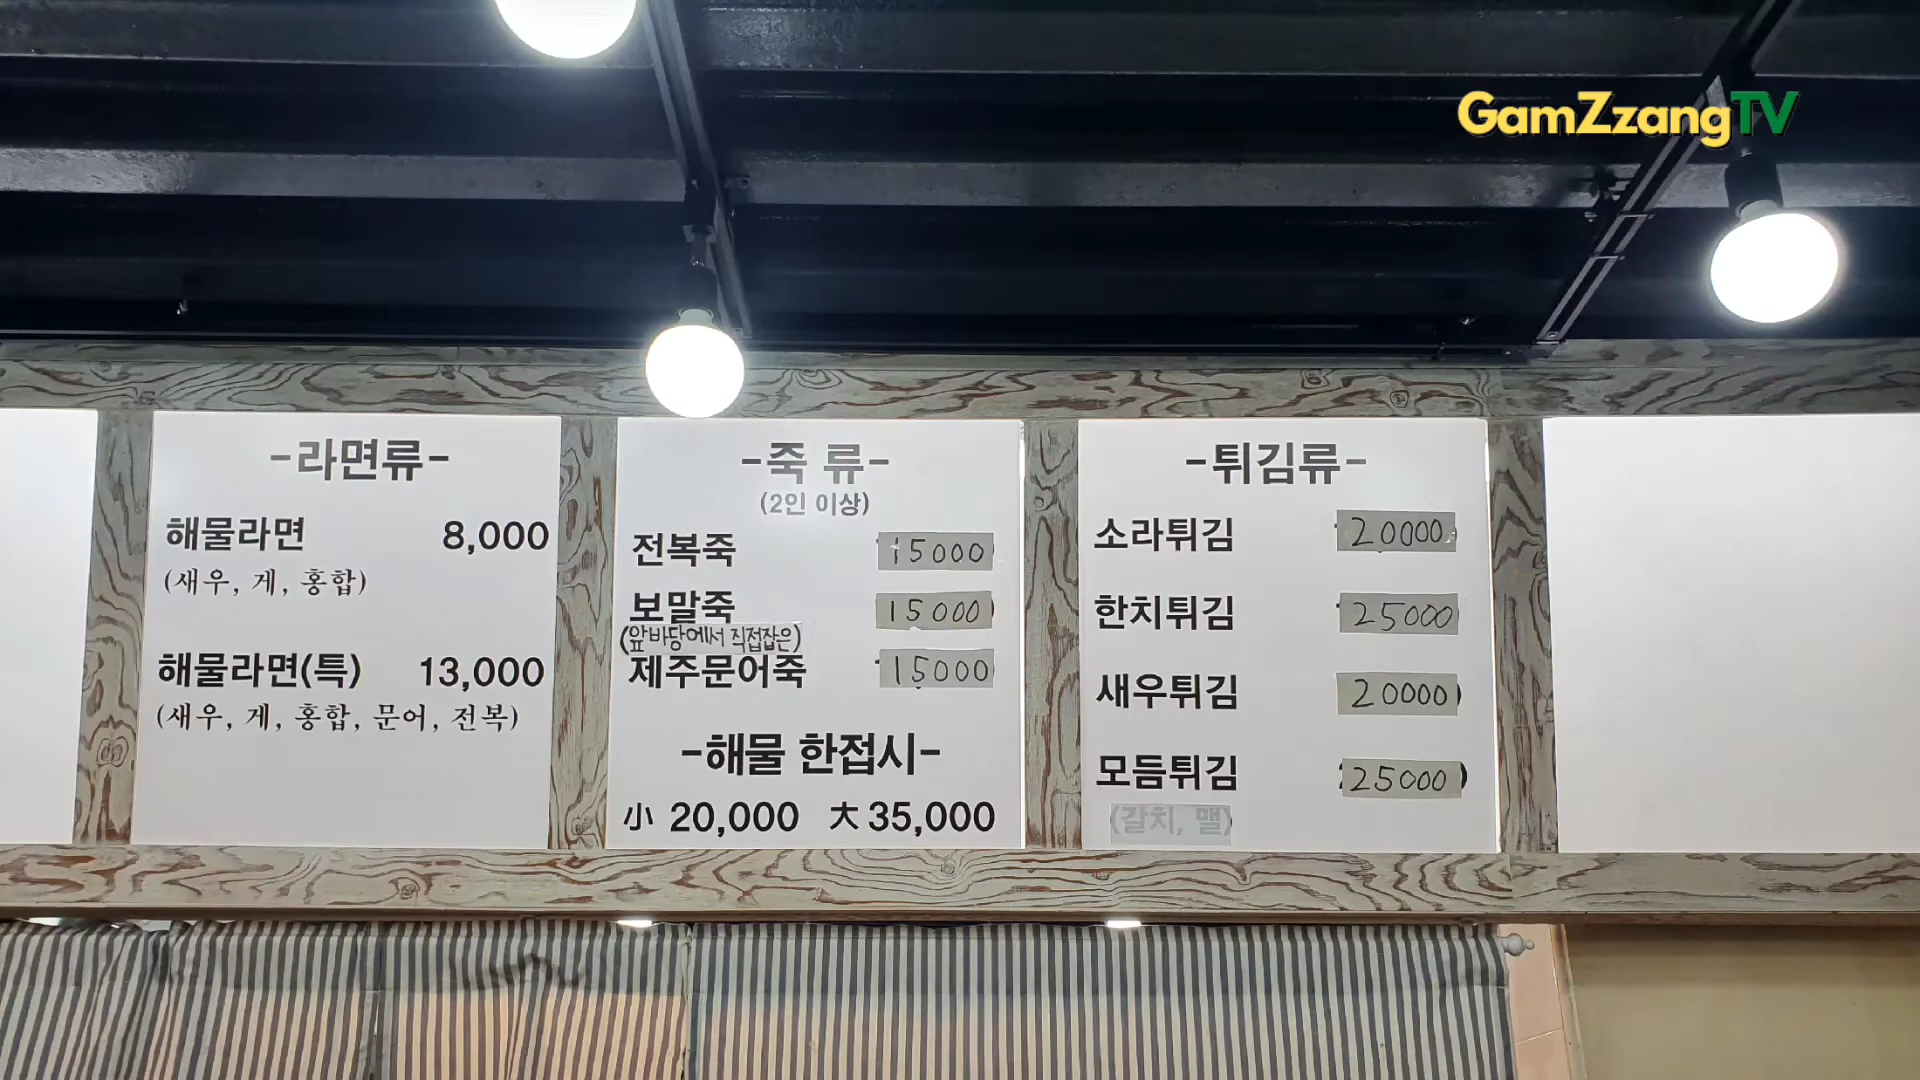 GamZzangTV
-라면류-
해물라면 8,000
(새우, 게, 홍합)
해물라면(특) 13,000
(새우, 게, 홍합, 문어, 전복)
-죽 류-
(2인 이상)
전복죽 15000
보말죽 15000
(앞바당에서 직접잡은)
제주문어죽 15000
-해물 한접시-
小 20,000 大 35,000
-튀김류-
소라튀김 20000
한치튀김 25000
새우튀김 20000
모듬튀김 25000
(갈치, 맬)